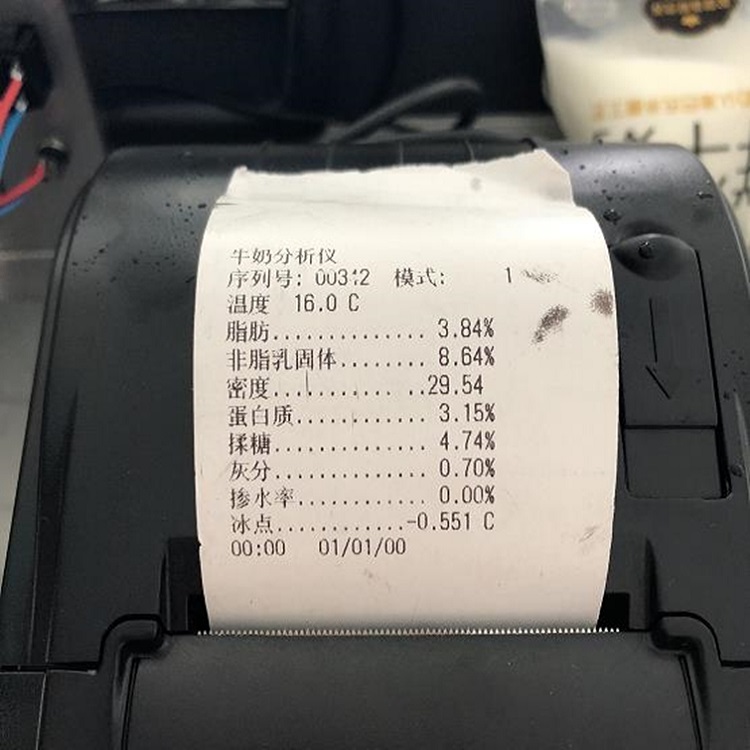 牛奶分析仪
序列号: 00312 模式: 1
温度 16.0 C
脂肪.............. 3.84%
非脂乳固体........ 8.64%
密度........... ..29.54
蛋白质............ 3.15%
揉糖.............. 4.74%
灰分.............. 0.70%
掺水率............ 0.00%
冰点............-0.551 C
00:00 01/01/00